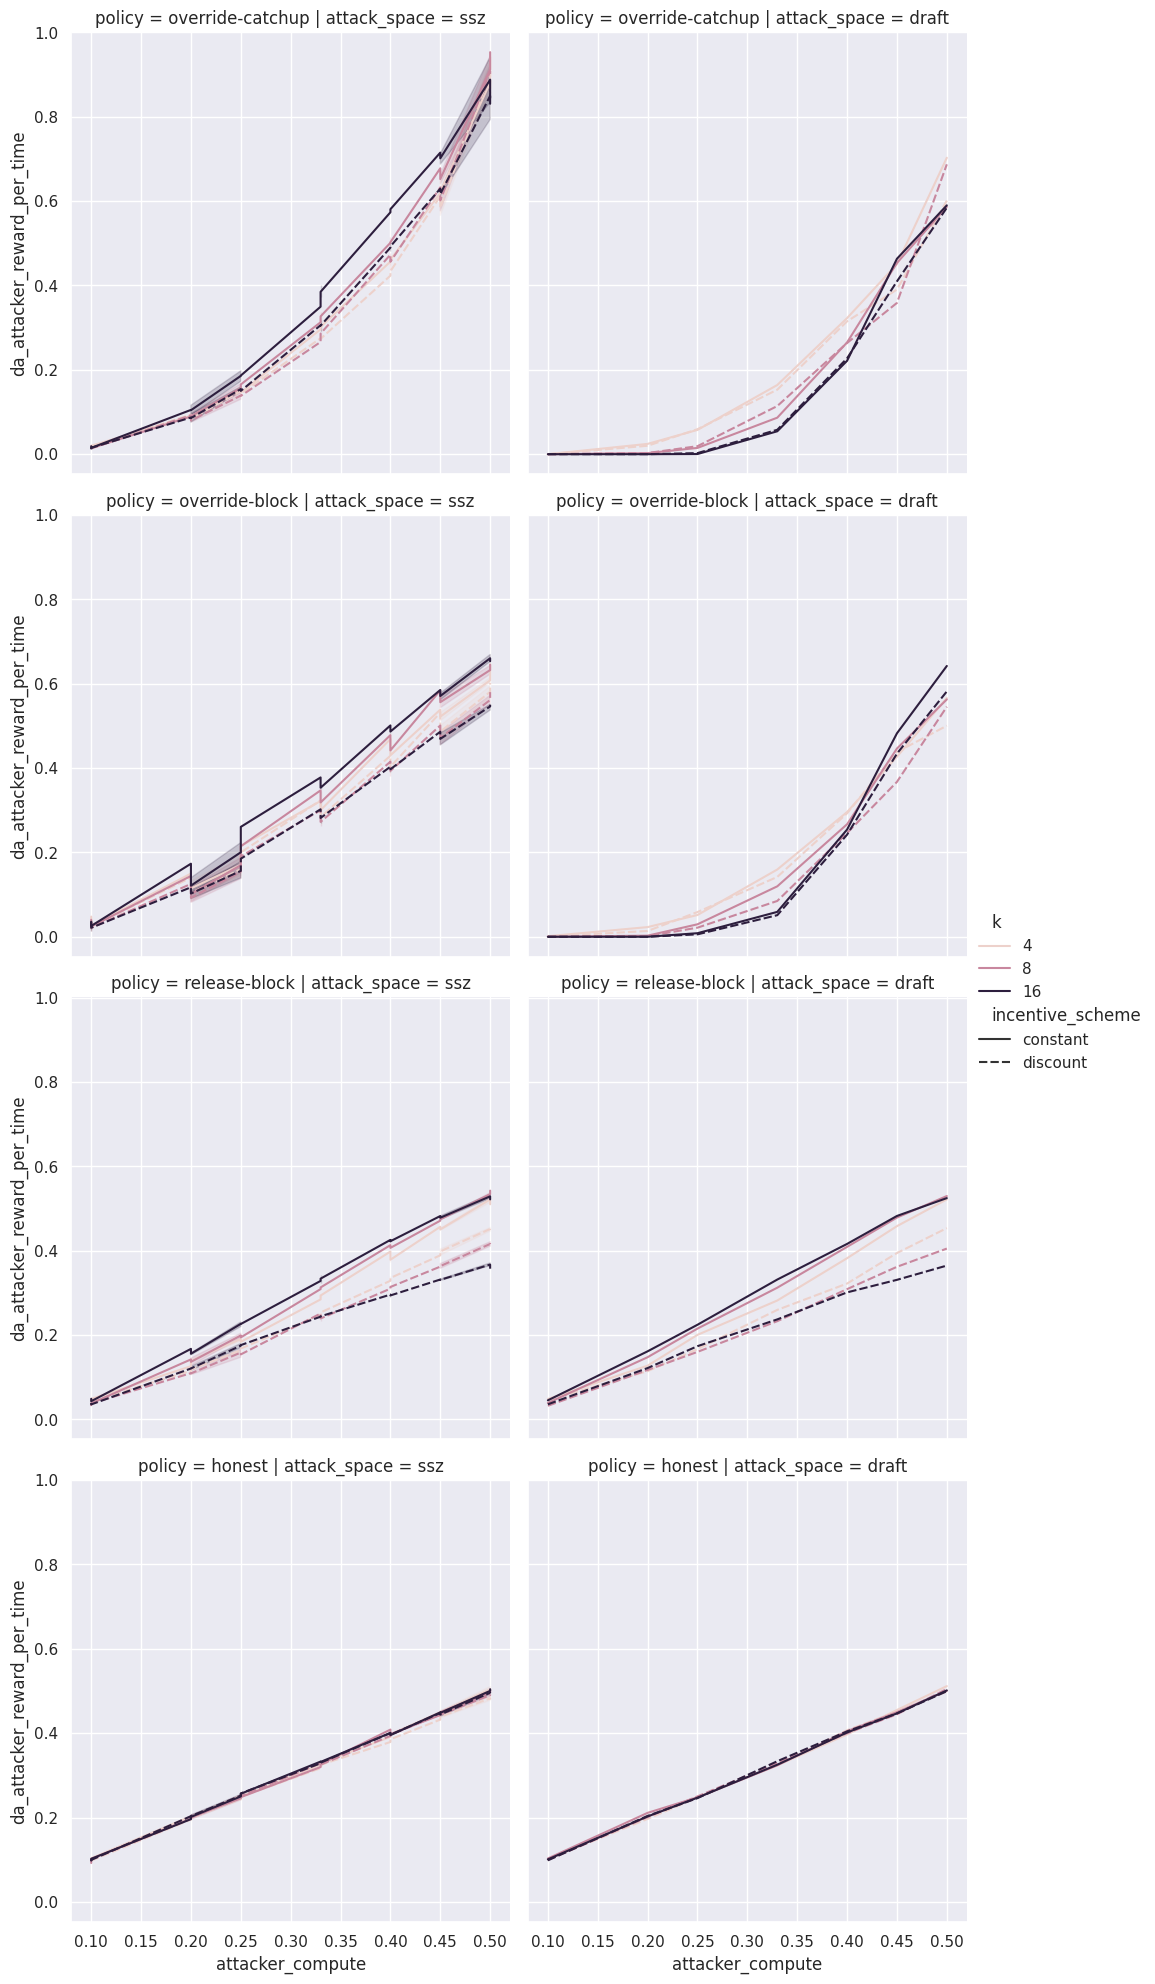 policy = override-catchup | attack_space = ssz
policy = override-catchup | attack_space = draft
1.0
0.8
0.6
0.4
0.2
0.0
da_attacker_reward_per_time
policy = override-block | attack_space = ssz
policy = override-block | attack_space = draft
1.0
0.8
0.6
0.4
0.2
0.0
da_attacker_reward_per_time
k
4
8
16
incentive_scheme
constant
discount
policy = release-block | attack_space = ssz
policy = release-block | attack_space = draft
1.0
0.8
0.6
0.4
0.2
0.0
da_attacker_reward_per_time
policy = honest | attack_space = ssz
policy = honest | attack_space = draft
1.0
0.8
0.6
0.4
0.2
0.0
da_attacker_reward_per_time
0.10 0.15 0.20 0.25 0.30 0.35 0.40 0.45 0.50
attacker_compute
0.10 0.15 0.20 0.25 0.30 0.35 0.40 0.45 0.50
attacker_compute